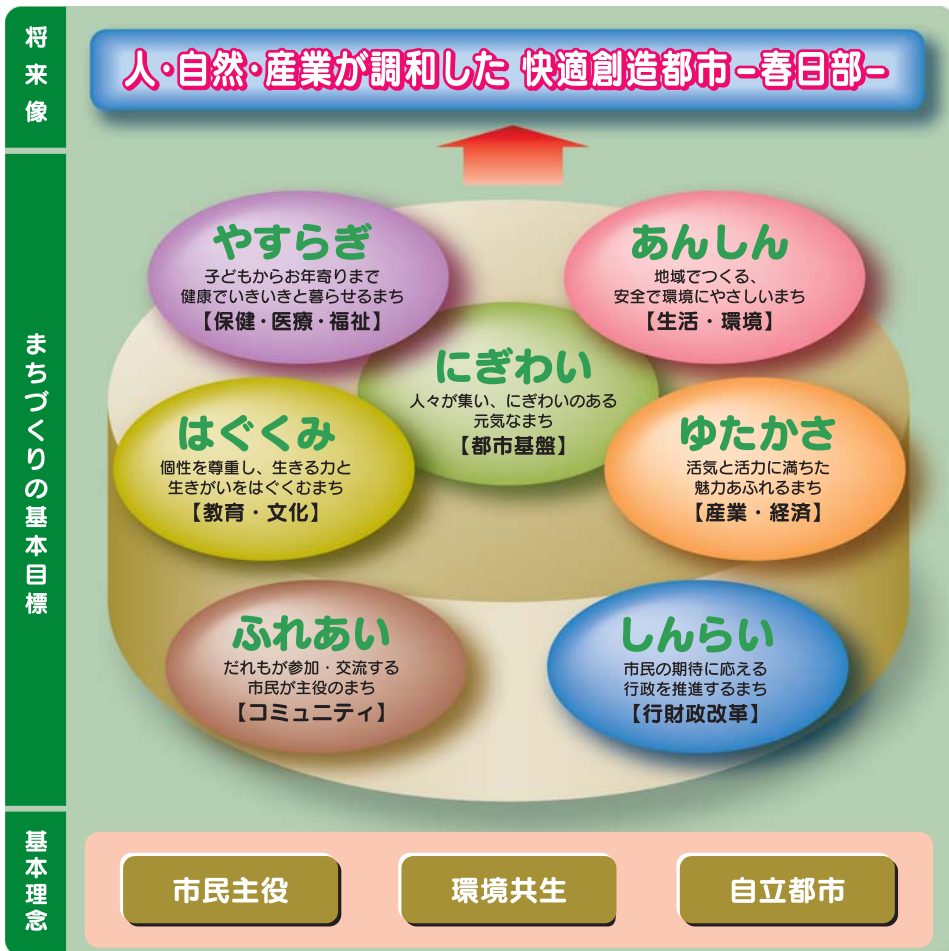 将来像
人・自然・産業が調和した 快適創造都市 −春日部−
まちづくりの基本目標
やすらぎ
子どもからお年寄りまで
健康でいきいきと暮らせるまち
【保健・医療・福祉】
あんしん
地域でつくる、
安全で環境にやさしいまち
【生活・環境】
にぎわい
人々が集い、にぎわいのある
元気なまち
【都市基盤】
はぐくみ
個性を尊重し、生きる力と
生きがいをはぐくむまち
【教育・文化】
ゆたかさ
活気と活力に満ちた
魅力あふれるまち
【産業・経済】
ふれあい
だれもが参加・交流する
市民が主役のまち
【コミュニティ】
しんらい
市民の期待に応える
行政を推進するまち
【行財政改革】
基本理念
市民主役
環境共生
自立都市